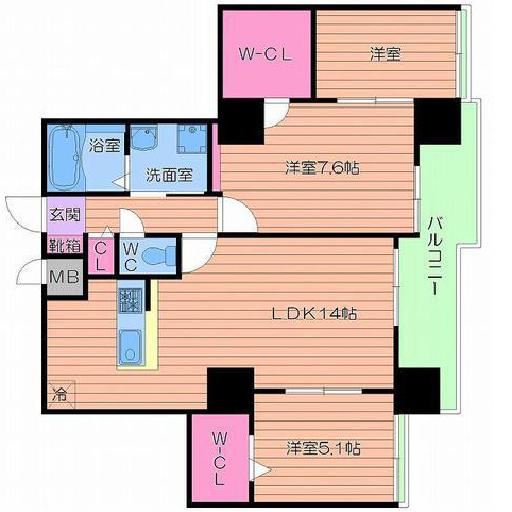 W-CL
洋室
浴室
洗面室
洋室7.6帖
玄関
靴箱
CL
WC
MB
バルコニー
LDK14帖
冷
W-CL
洋室5.1帖